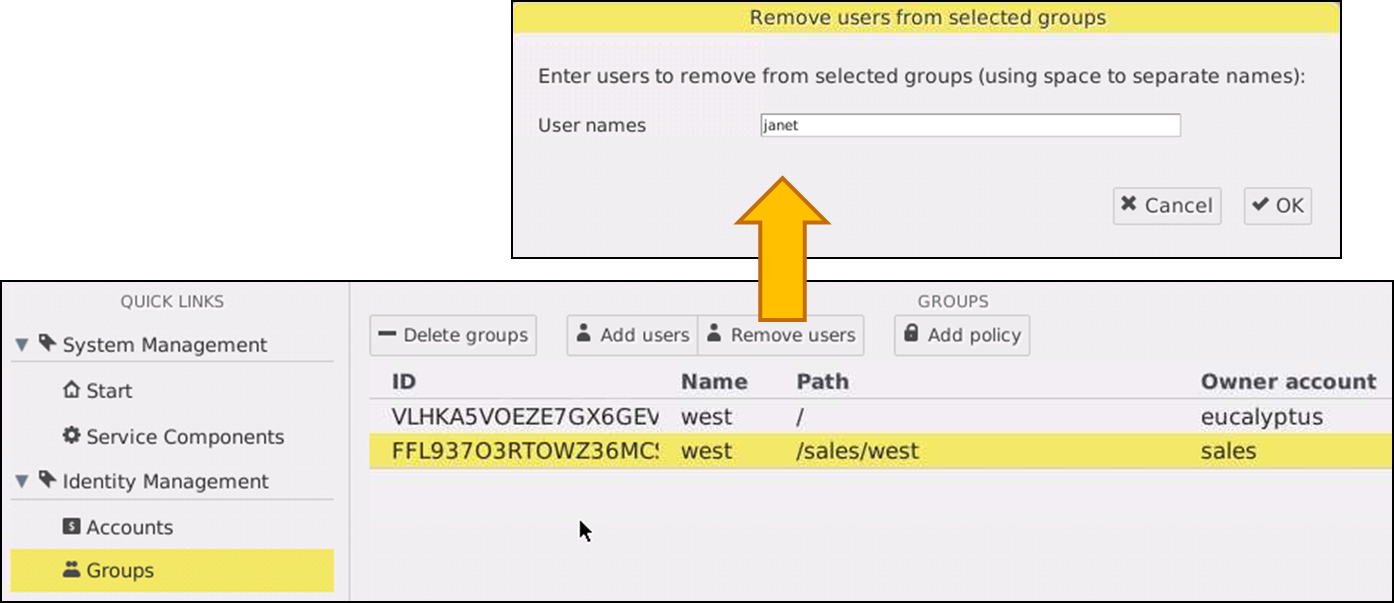 Remove users from selected groups
Enter users to remove from selected groups (using space to separate names):
User names janet
Cancel OK
QUICK LINKS
System Management
Start
Service Components
Identity Management
Accounts
Groups
GROUPS
Delete groups Add users Remove users Add policy
ID Name Path Owner account
VLHKA5VOEZE7GX6GEV west / eucalyptus
FFL937O3RTOWZ36MC west /sales/west sales